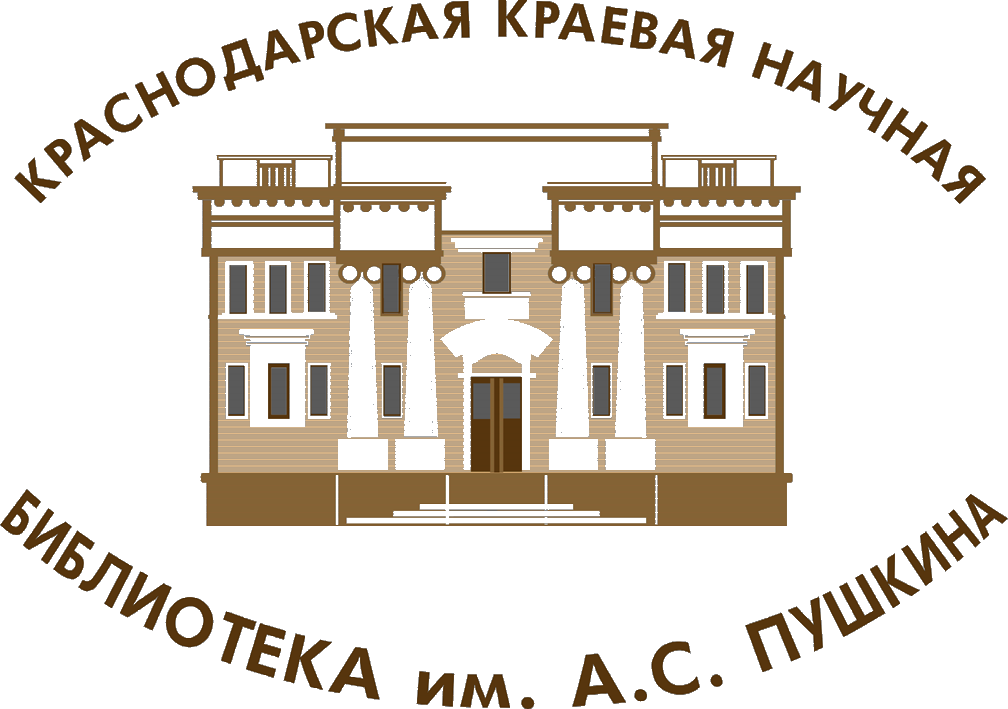 КРАСНОДАРСКАЯ КРАЕВАЯ НАУЧНАЯ
БИБЛИОТЕКА им. А.С. ПУШКИНА